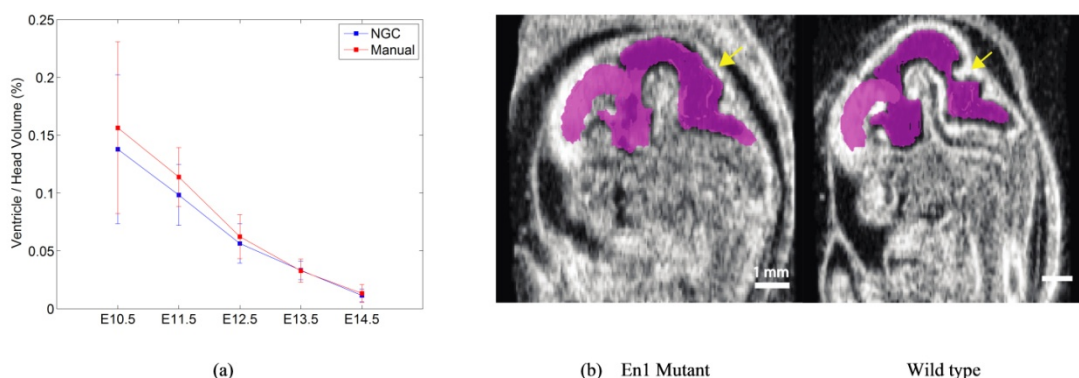 (a)
0.25
0.2
0.15
0.1
0.05
0
Ventricle / Head Volume (%)
NGC
Manual
E10.5 E11.5 E12.5 E13.5 E14.5
1 mm
(b) En1 Mutant Wild type